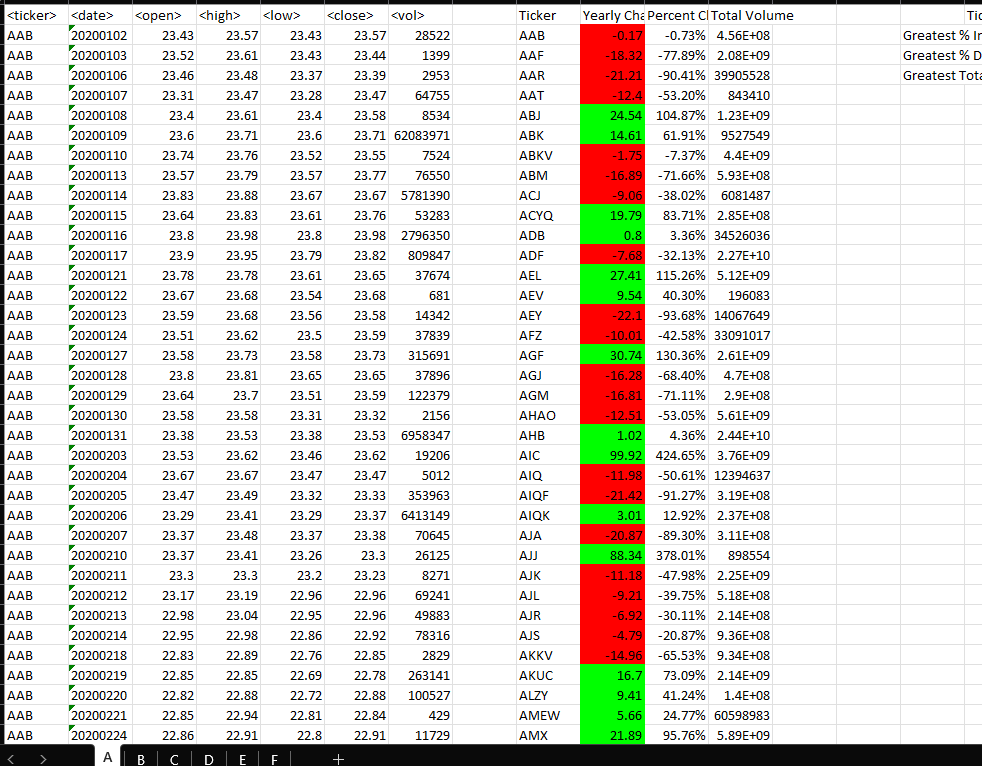 <ticker> <date> <open> <high> <low> <close> <vol> Ticker Yearly Cha Percent C Total Volume Tic
AAB 20200102 23.43 23.57 23.43 23.57 28522 AAB -0.17 -0.73% 4.56E+08 Greatest % Ir
AAB 20200103 23.52 23.61 23.43 23.44 1399 AAF -18.32 -77.89% 2.08E+09 Greatest % D
AAB 20200106 23.46 23.48 23.37 23.39 2953 AAR -21.21 -90.41% 39905528 Greatest Tota
AAB 20200107 23.31 23.47 23.28 23.47 64755 AAT -12.4 -53.20% 843410
AAB 20200108 23.4 23.61 23.4 23.58 8534 ABJ 24.54 104.87% 1.23E+09
AAB 20200109 23.6 23.71 23.6 23.71 62083971 ABK 14.61 61.91% 9527549
AAB 20200110 23.74 23.76 23.52 23.55 7524 ABKV -1.75 -7.37% 4.4E+09
AAB 20200113 23.57 23.79 23.57 23.77 76550 ABM -16.89 -71.66% 5.93E+08
AAB 20200114 23.83 23.88 23.67 23.67 5781390 ACJ -9.06 -38.02% 6081487
AAB 20200115 23.64 23.83 23.61 23.76 53283 ACYQ 19.79 83.71% 2.85E+08
AAB 20200116 23.8 23.98 23.8 23.98 2796350 ADB 0.8 3.36% 34526036
AAB 20200117 23.9 23.95 23.79 23.82 809847 ADF -7.68 -32.13% 2.27E+10
AAB 20200121 23.78 23.78 23.61 23.65 37674 AEL 27.41 115.26% 5.12E+09
AAB 20200122 23.67 23.68 23.54 23.68 681 AEV 9.54 40.30% 196083
AAB 20200123 23.59 23.68 23.56 23.58 14342 AEY -22.1 -93.68% 14067649
AAB 20200124 23.51 23.62 23.5 23.59 37839 AFZ -10.01 -42.58% 33091017
AAB 20200127 23.58 23.73 23.58 23.73 315691 AGF 30.74 130.36% 2.61E+09
AAB 20200128 23.8 23.81 23.65 23.65 37896 AGJ -16.28 -68.40% 4.7E+08
AAB 20200129 23.64 23.7 23.51 23.59 122379 AGM -16.81 -71.11% 2.9E+08
AAB 20200130 23.58 23.58 23.31 23.32 2156 AHAO -12.51 -53.05% 5.61E+09
AAB 20200131 23.38 23.53 23.38 23.53 6958347 AHB 1.02 4.36% 2.44E+10
AAB 20200203 23.53 23.62 23.46 23.62 19206 AIC 99.92 424.65% 3.76E+09
AAB 20200204 23.67 23.67 23.47 23.47 5012 AIQ -11.98 -50.61% 12394637
AAB 20200205 23.47 23.49 23.32 23.33 353963 AIQF -21.42 -91.27% 3.19E+08
AAB 20200206 23.29 23.41 23.29 23.37 6413149 AIQK 3.01 12.92% 2.37E+08
AAB 20200207 23.37 23.48 23.37 23.38 70645 AJA -20.87 -89.30% 3.11E+08
AAB 20200210 23.37 23.41 23.26 23.3 26125 AJJ 88.34 378.01% 898554
AAB 20200211 23.3 23.3 23.2 23.23 8271 AJK -11.18 -47.98% 2.25E+09
AAB 20200212 23.17 23.19 22.96 22.96 69241 AJL -9.21 -39.75% 5.18E+08
AAB 20200213 22.98 23.04 22.95 22.96 49883 AJR -6.92 -30.11% 2.14E+08
AAB 20200214 22.95 22.98 22.86 22.92 78316 AJS -4.79 -20.87% 9.36E+08
AAB 20200218 22.83 22.89 22.76 22.85 2829 AKKV -14.96 -65.53% 9.34E+08
AAB 20200219 22.85 22.85 22.69 22.78 263141 AKUC 16.7 73.09% 2.14E+09
AAB 20200220 22.82 22.88 22.72 22.88 100527 ALZY 9.41 41.24% 1.4E+08
AAB 20200221 22.85 22.94 22.81 22.84 429 AMEW 5.66 24.77% 60598983
AAB 20200224 22.86 22.91 22.8 22.91 11729 AMX 21.89 95.76% 5.89E+09
A B C D E F +